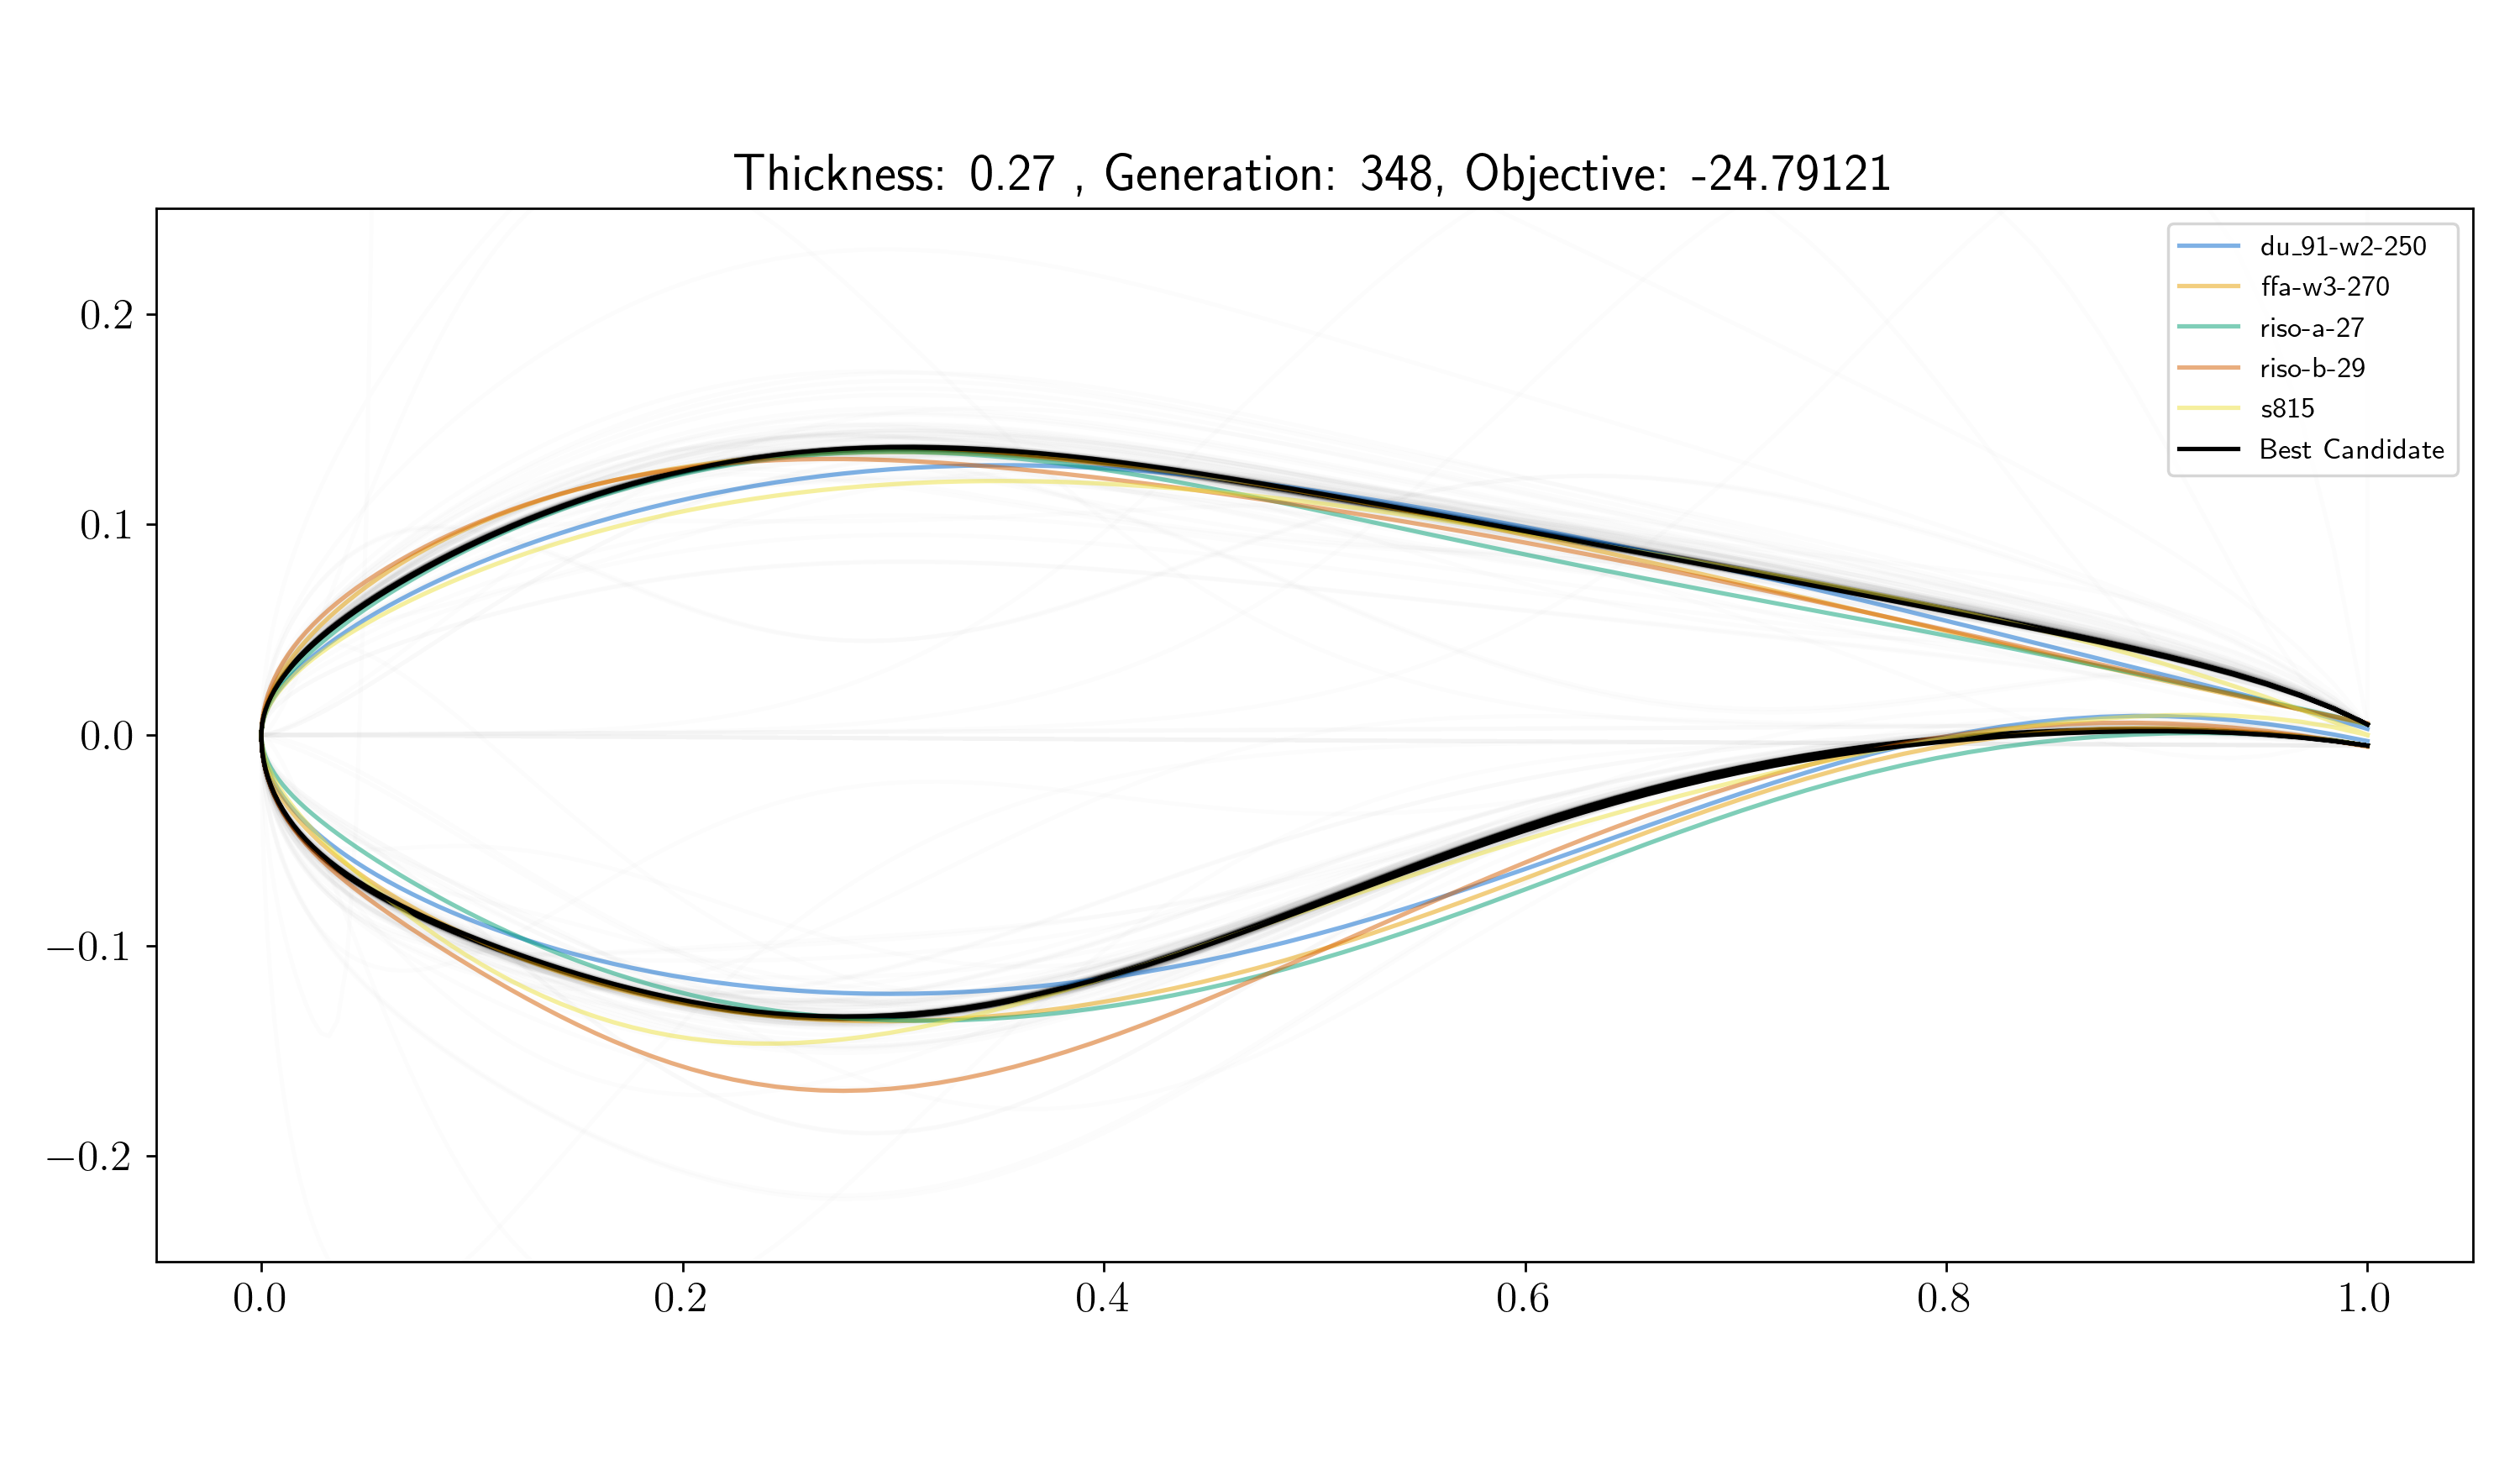 Thickness: 0.27 , Generation: 348, Objective: -24.79121
du_91-w2-250
ffa-w3-270
riso-a-27
riso-b-29
s815
Best Candidate
0.2
0.1
0.0
−0.1
−0.2
0.0 0.2 0.4 0.6 0.8 1.0